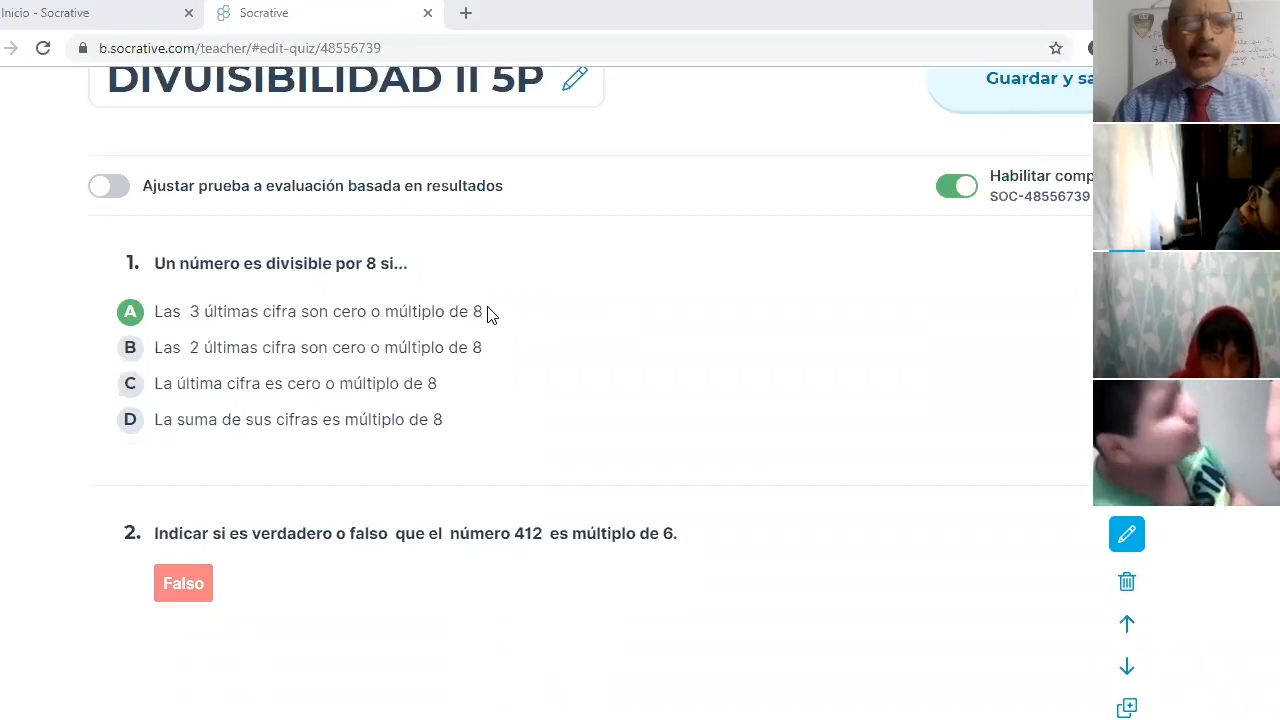 Inicio - Socrative
Socrative
b.socrative.com/teacher/#edit-quiz/48556739
DIVUISIBILIDAD II 5P
Guardar y sa
Ajustar prueba a evaluación basada en resultados
Habilitar comp
SOC-48556739
1. Un número es divisible por 8 si...
A Las 3 últimas cifra son cero o múltiplo de 8
B Las 2 últimas cifra son cero o múltiplo de 8
C La última cifra es cero o múltiplo de 8
D La suma de sus cifras es múltiplo de 8
2. Indicar si es verdadero o falso que el número 412 es múltiplo de 6.
Falso